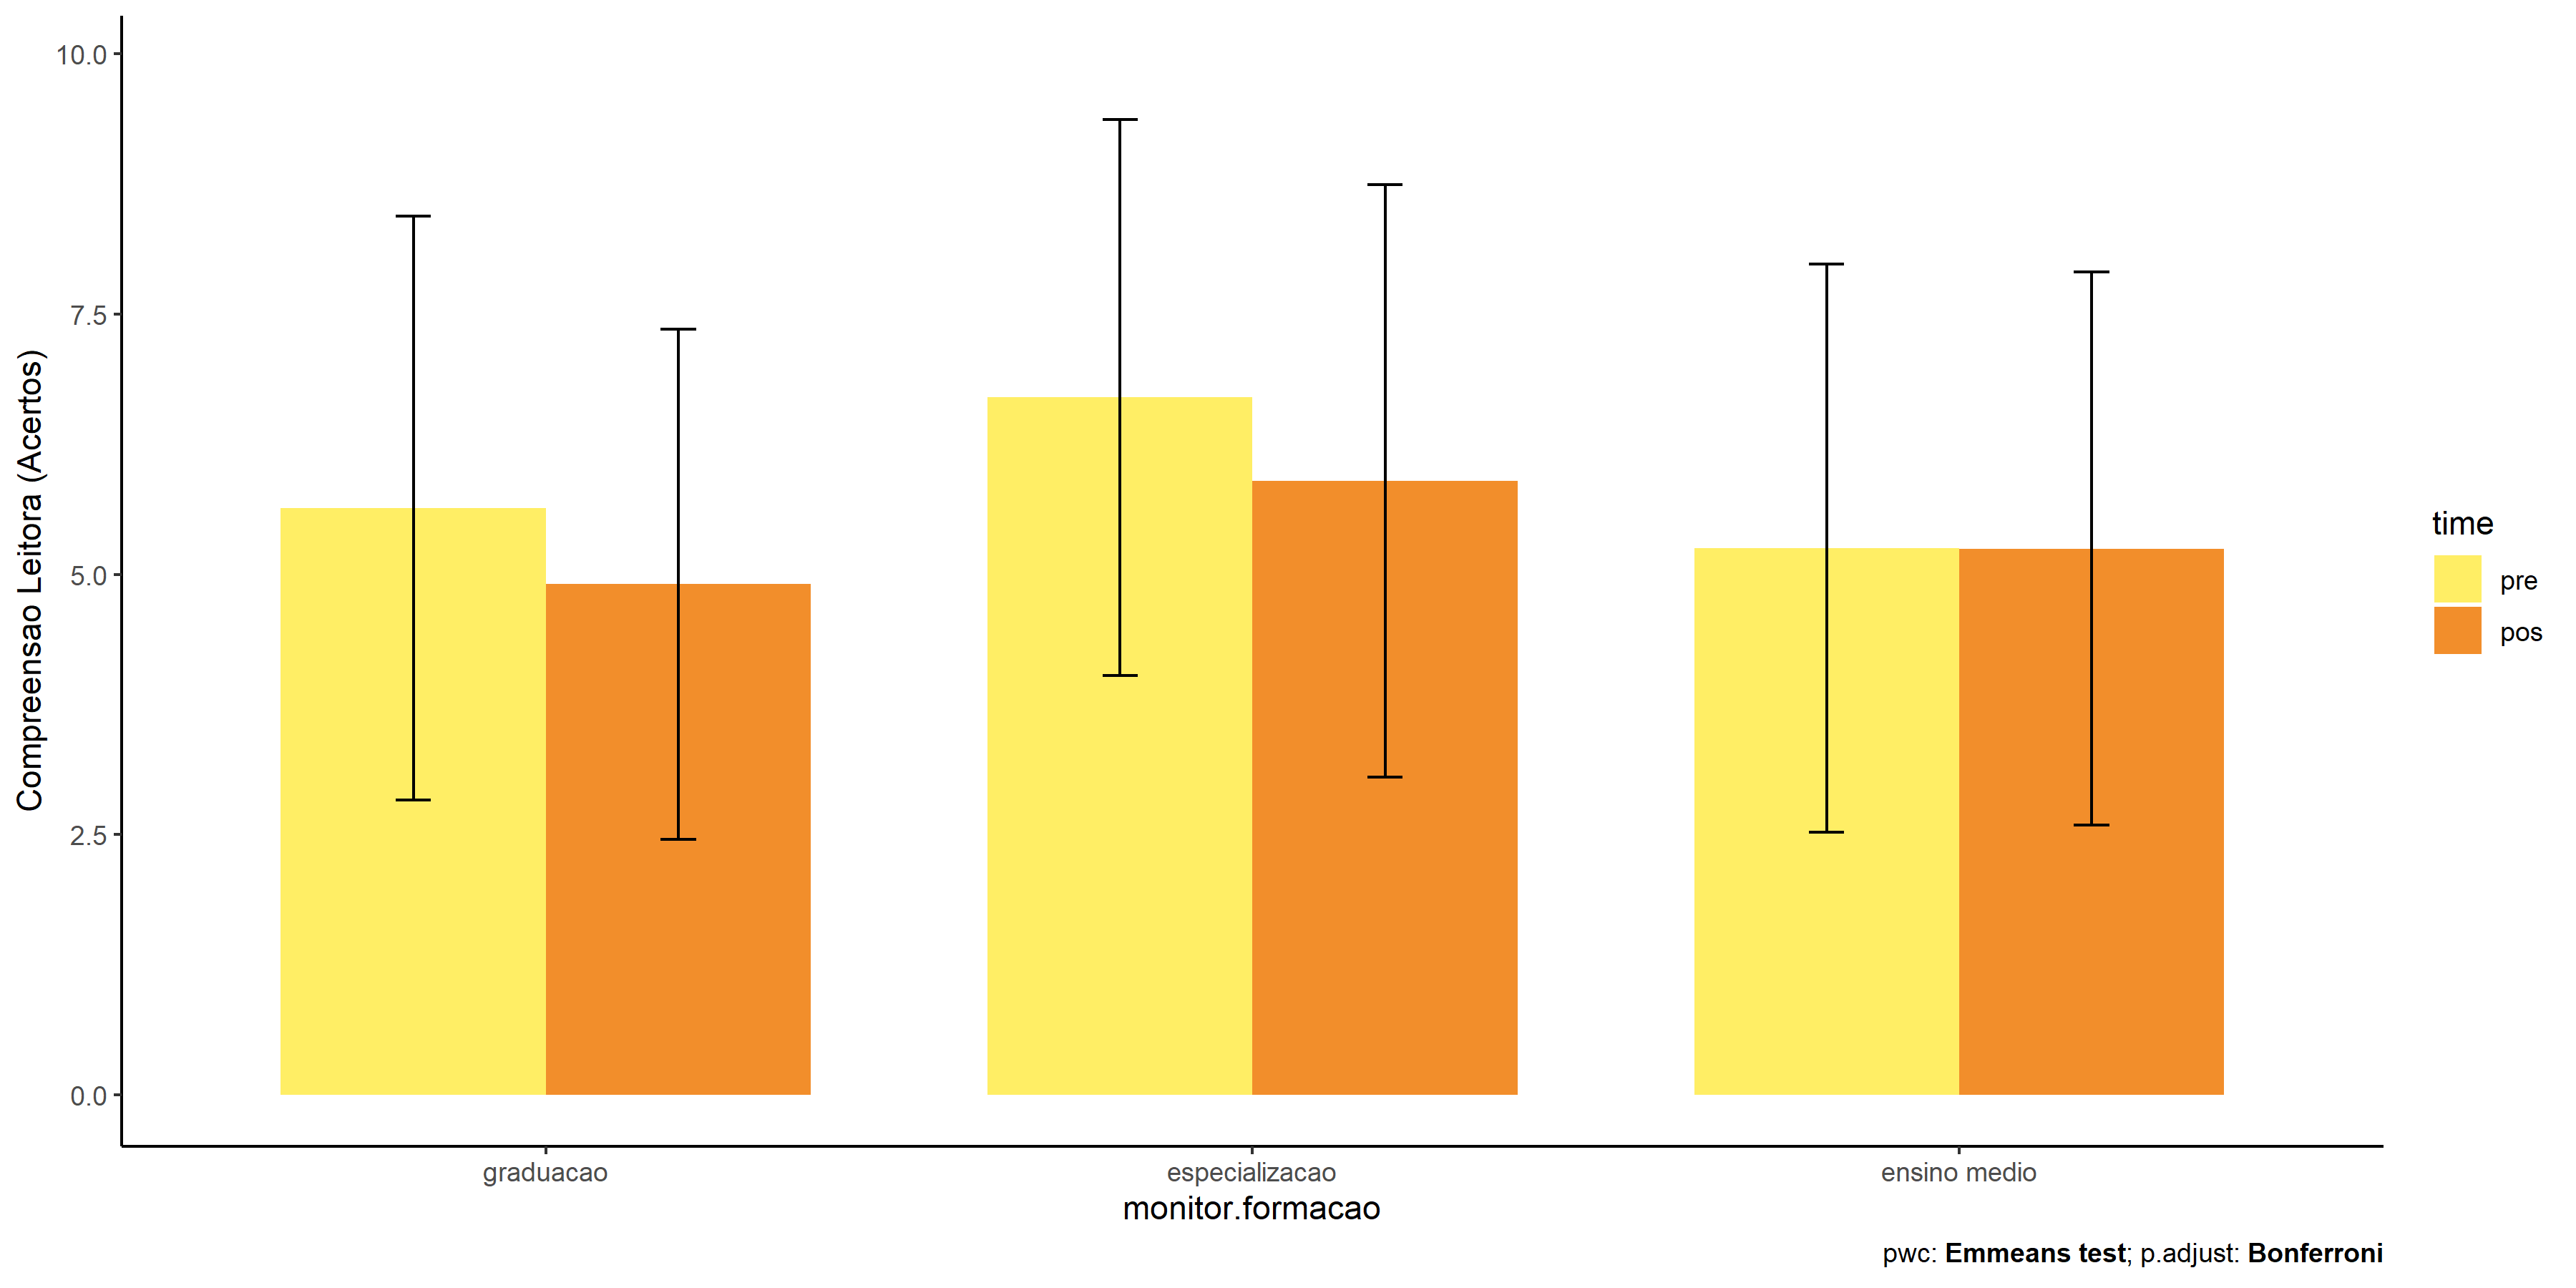 Compreensao Leitora (Acertos)
10.0
7.5
5.0
2.5
0.0
graduacao
especializacao
ensino medio
monitor.formacao
time
pre
pos
pwc: Emmeans test; p.adjust: Bonferroni